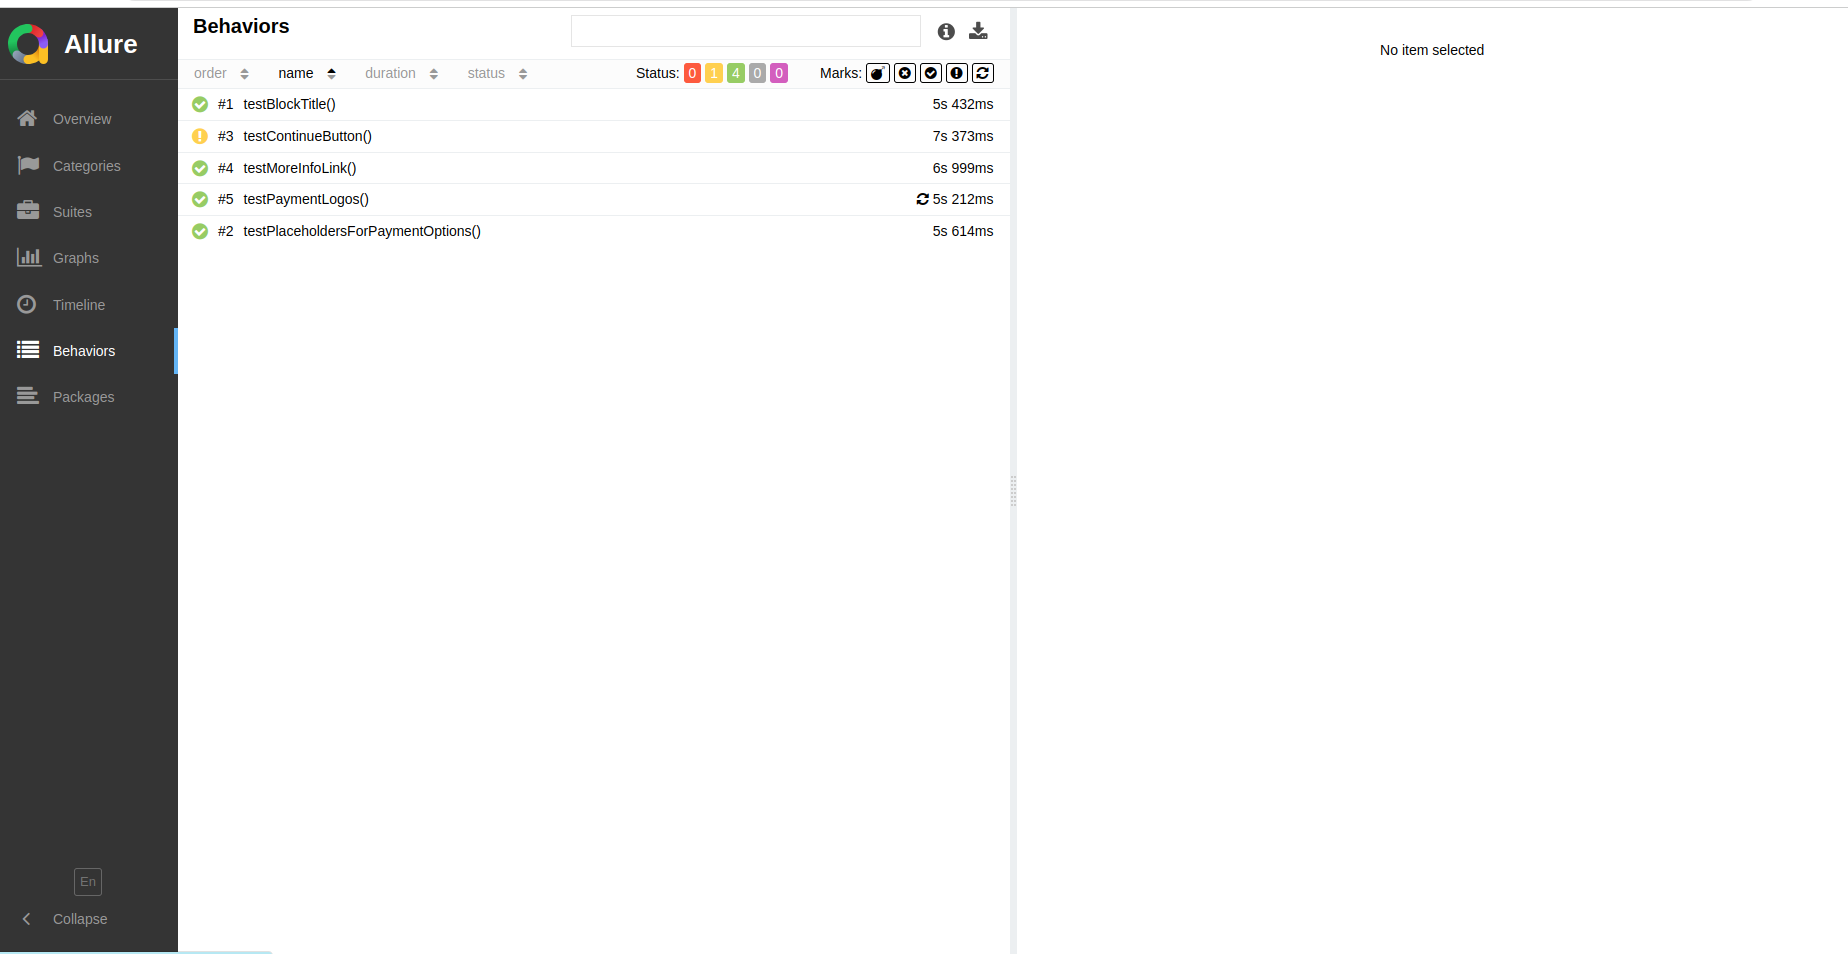 Allure
Overview
Categories
Suites
Graphs
Timeline
Behaviors
Packages
En
Collapse
Behaviors
order name duration status Status: 0 1 4 0 0 Marks:
#1 testBlockTitle() 5s 432ms
#3 testContinueButton() 7s 373ms
#4 testMoreInfoLink() 6s 999ms
#5 testPaymentLogos() 5s 212ms
#2 testPlaceholdersForPaymentOptions() 5s 614ms
No item selected